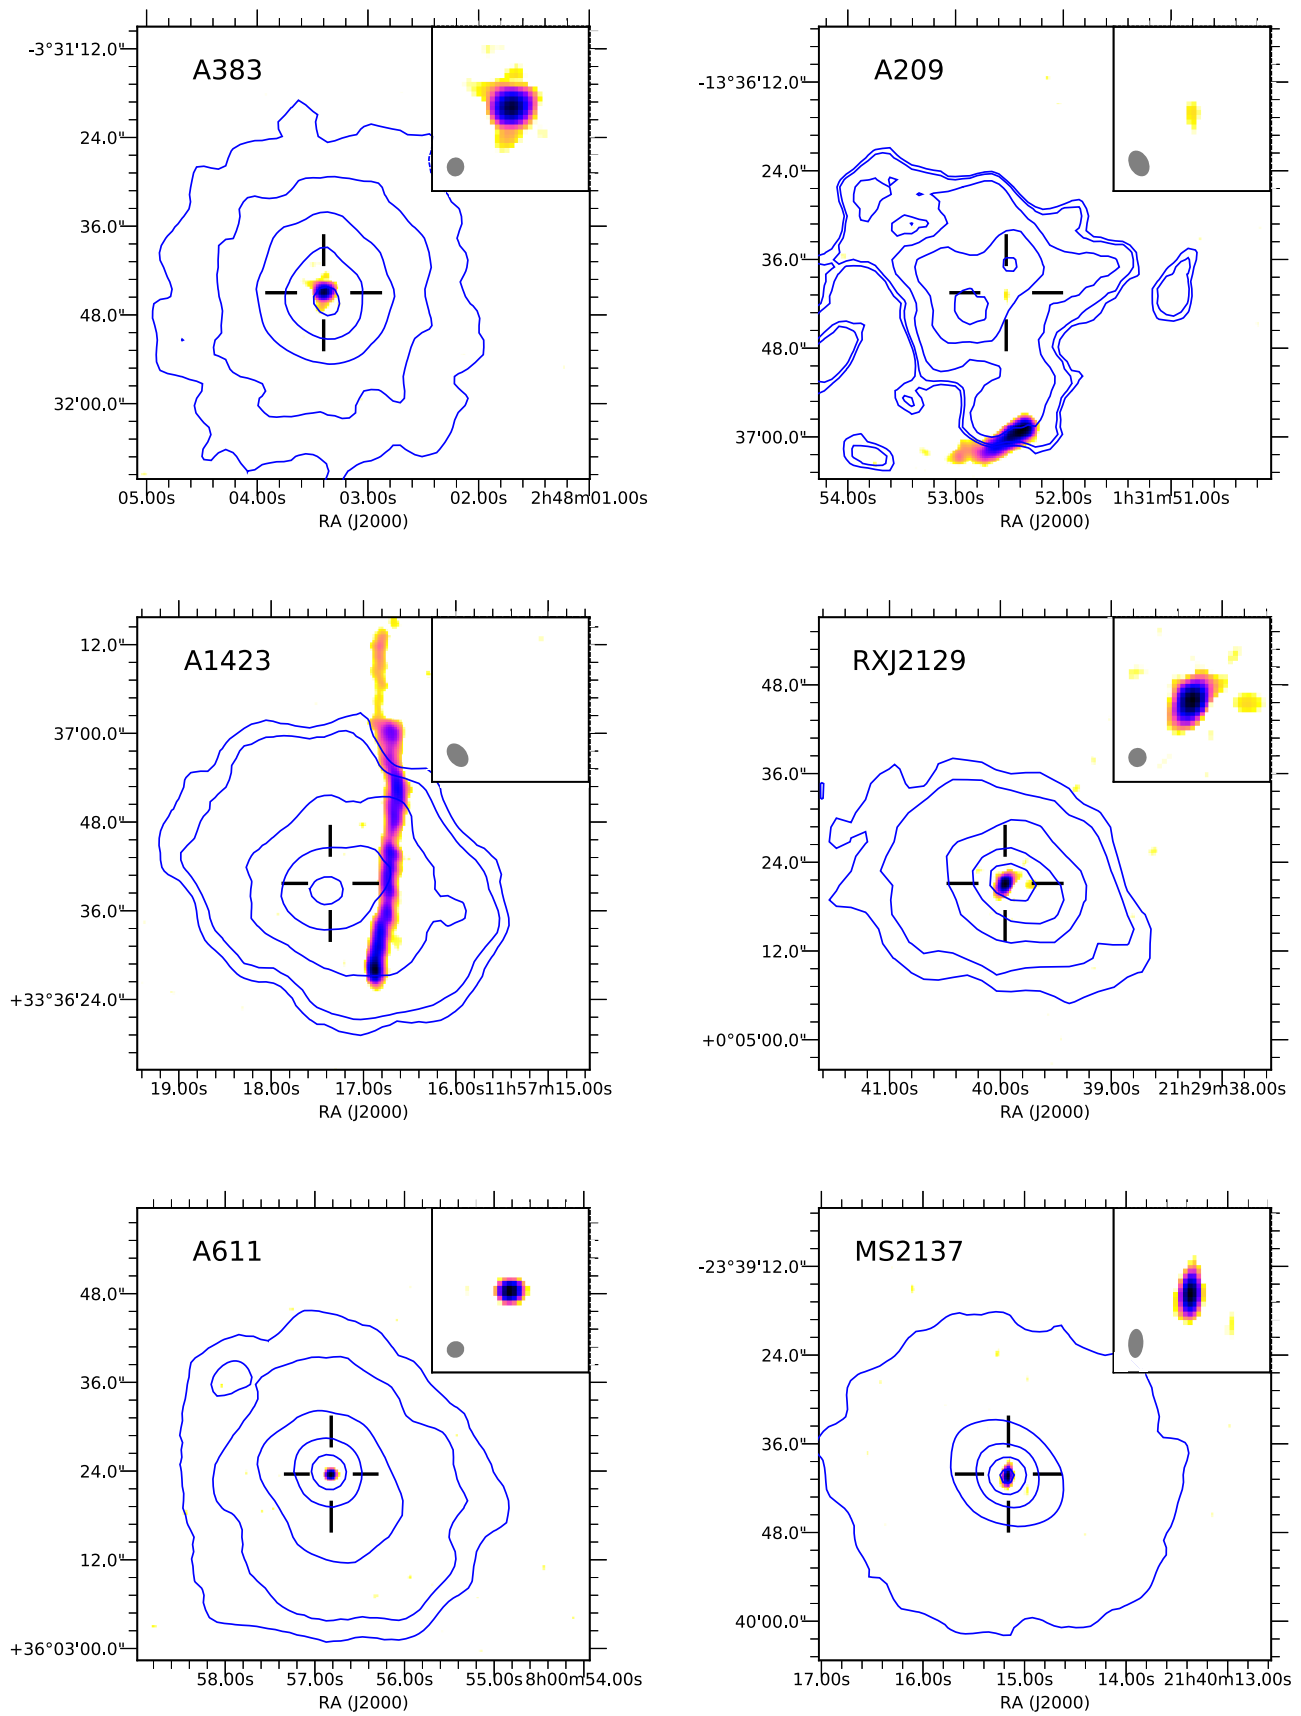 A383
-3°31'12.0"
24.0"
36.0"
48.0"
32'00.0"
05.00s 04.00s 03.00s 02.00s 2h48m01.00s
RA (J2000)
A209
-13°36'12.0"
24.0"
36.0"
48.0"
37'00.0"
54.00s 53.00s 52.00s 1h31m51.00s
RA (J2000)
A1423
12.0"
37'00.0"
48.0"
36.0"
+33°36'24.0"
19.00s 18.00s 17.00s 16.00s 11h57m15.00s
RA (J2000)
RXJ2129
48.0"
36.0"
24.0"
12.0"
+0°05'00.0"
41.00s 40.00s 39.00s 21h29m38.00s
RA (J2000)
A611
48.0"
36.0"
24.0"
12.0"
+36°03'00.0"
58.00s 57.00s 56.00s 55.00s 8h00m54.00s
RA (J2000)
MS2137
-23°39'12.0"
24.0"
36.0"
48.0"
40'00.0"
17.00s 16.00s 15.00s 14.00s 21h40m13.00s
RA (J2000)